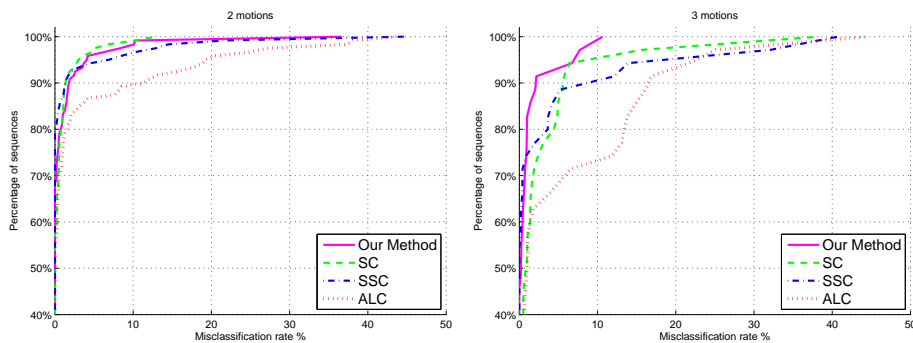 2 motions
Percentage of sequences
100%
90%
80%
70%
60%
50%
40%
0 10 20 30 40 50
Misclassification rate %
Our Method
SC
SSC
ALC
3 motions
Percentage of sequences
100%
90%
80%
70%
60%
50%
40%
0 10 20 30 40 50
Misclassification rate %
Our Method
SC
SSC
ALC